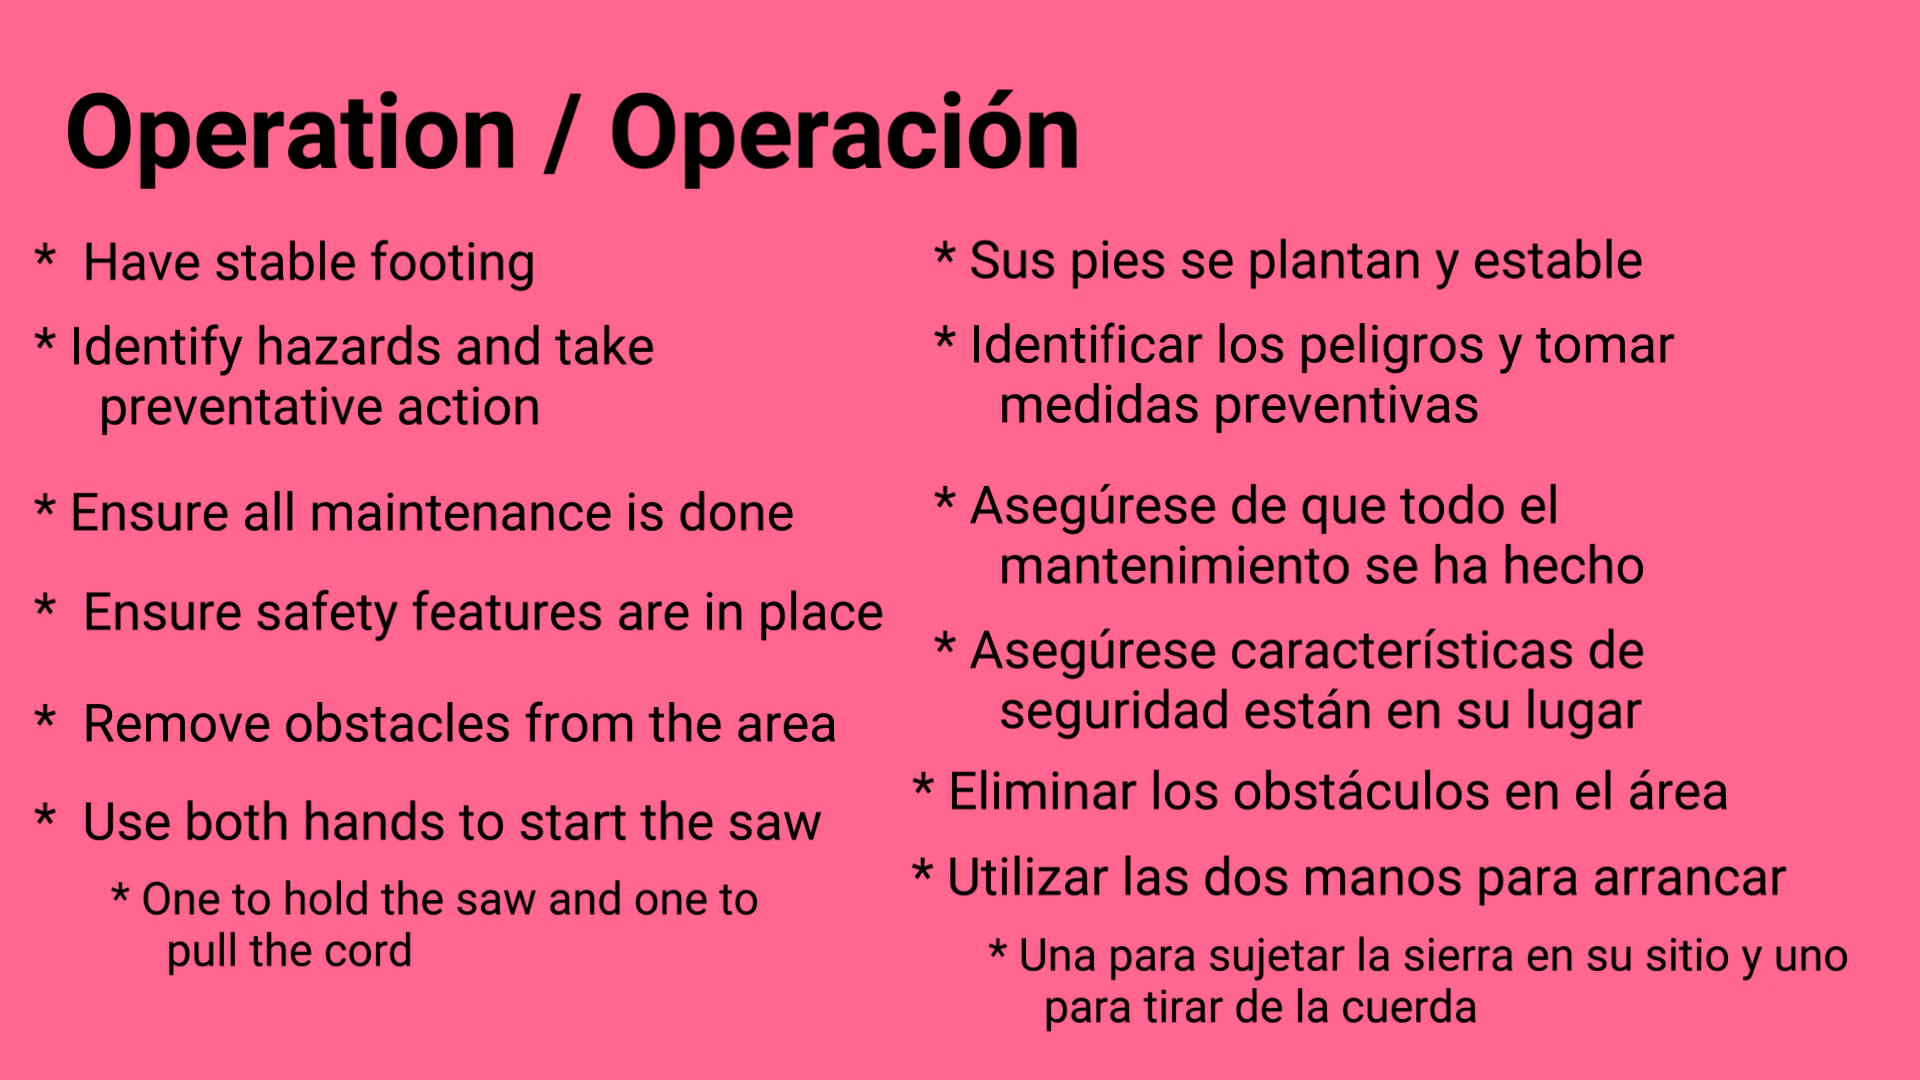 Operation / Operación
* Have stable footing
* Identify hazards and take
preventative action
* Ensure all maintenance is done
* Ensure safety features are in place
* Remove obstacles from the area
* Use both hands to start the saw
* One to hold the saw and one to
pull the cord
* Sus pies se plantan y estable
* Identificar los peligros y tomar
medidas preventivas
* Asegúrese de que todo el
mantenimiento se ha hecho
* Asegúrese características de
seguridad están en su lugar
* Eliminar los obstáculos en el área
* Utilizar las dos manos para arrancar
* Una para sujetar la sierra en su sitio y uno
para tirar de la cuerda